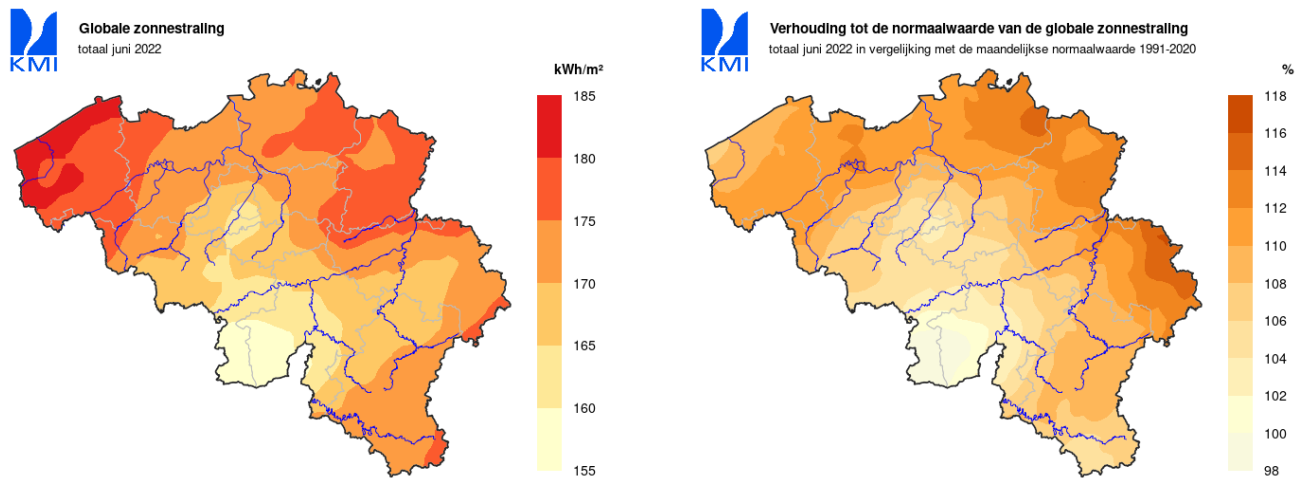 Globale zonnestraling
totaal juni 2022
KMI
kWh/m²
185
180
175
170
165
160
155
Verhouding tot de normaalwaarde van de globale zonnestraling
totaal juni 2022 in vergelijking met de maandelijkse normaalwaarde 1991-2020
KMI
%
118
116
114
112
110
108
106
104
102
100
98